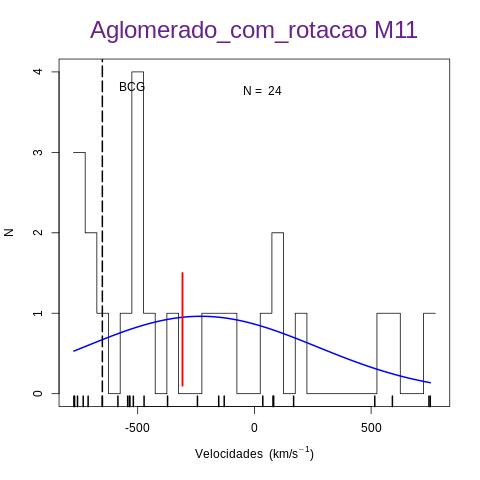 Aglomerado_com_rotacao M11
BCG
N = 24
4
3
2
1
0
N
-500 0 500
Velocidades (km/s⁻¹)